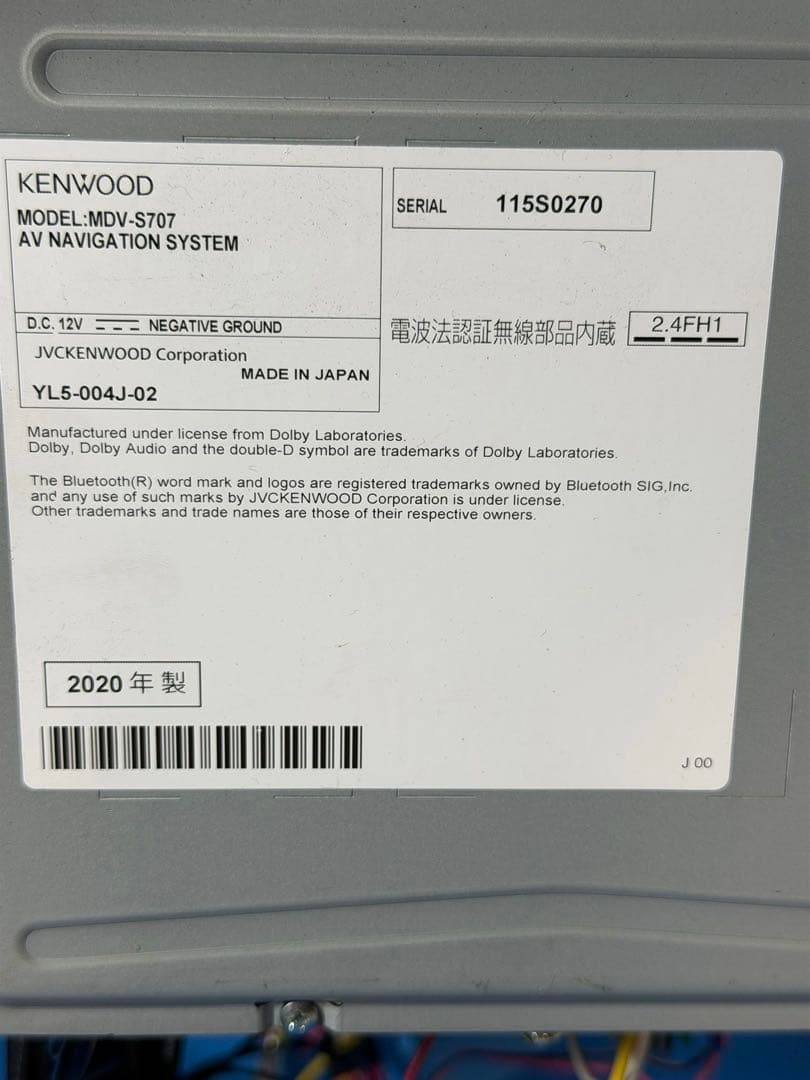 KENWOOD
MODEL:MDV-S707
AV NAVIGATION SYSTEM
SERIAL 115S0270
D.C. 12V NEGATIVE GROUND
電波法認証無線部品内蔵 2.4FH1
JVCKENWOOD Corporation
MADE IN JAPAN
YL5-004J-02
Manufactured under license from Dolby Laboratories.
Dolby, Dolby Audio and the double-D symbol are trademarks of Dolby Laboratories.
The Bluetooth(R) word mark and logos are registered trademarks owned by Bluetooth SIG,Inc.
and any use of such marks by JVCKENWOOD Corporation is under license.
Other trademarks and trade names are those of their respective owners.
2020 年 製
J 00